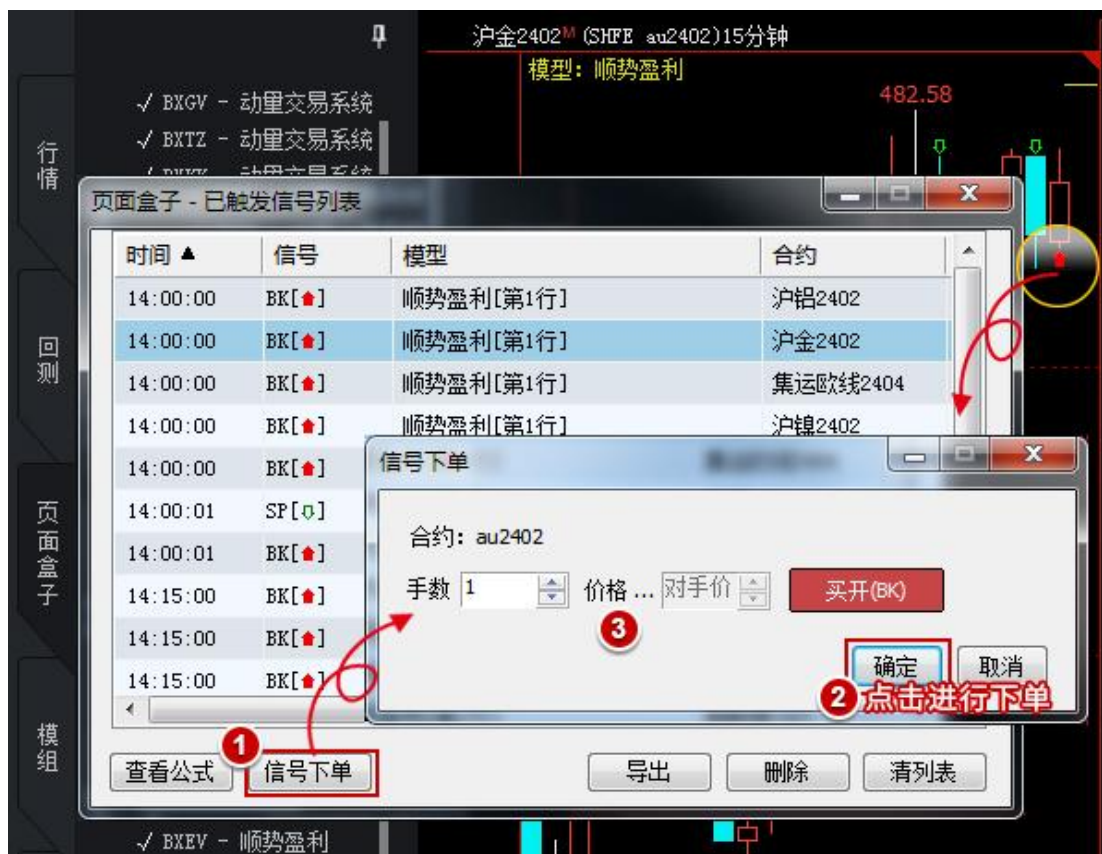 沪金2402M (SHFE au2402)15分钟
模型: 顺势盈利
482.58
√ BXGV - 动量交易系统
√ BXTZ - 动量交易系统
动量交易系统
行情
回测
页面盒子
模组
页面盒子 - 已触发信号列表
时间 ▲ 信号 模型 合约
14:00:00 BK[⬆] 顺势盈利[第1行] 沪铝2402
14:00:00 BK[⬆] 顺势盈利[第1行] 沪金2402
14:00:00 BK[⬆] 顺势盈利[第1行] 集运欧线2404
14:00:00 BK[⬆] 顺势盈利[第1行] 沪镍2402
14:00:00 BK[⬆]
14:00:01 SP[⇩]
14:00:01 BK[⬆]
14:15:00 BK[⬆]
14:15:00 BK[⬆]
14:15:00 BK[⬆]
信号下单
合约: au2402
手数 1 价格 ... 对手价 买开(BK)
3
确定 取消
2 点击进行下单
1
查看公式 信号下单 导出 删除 清列表
√ BXEV - 顺势盈利